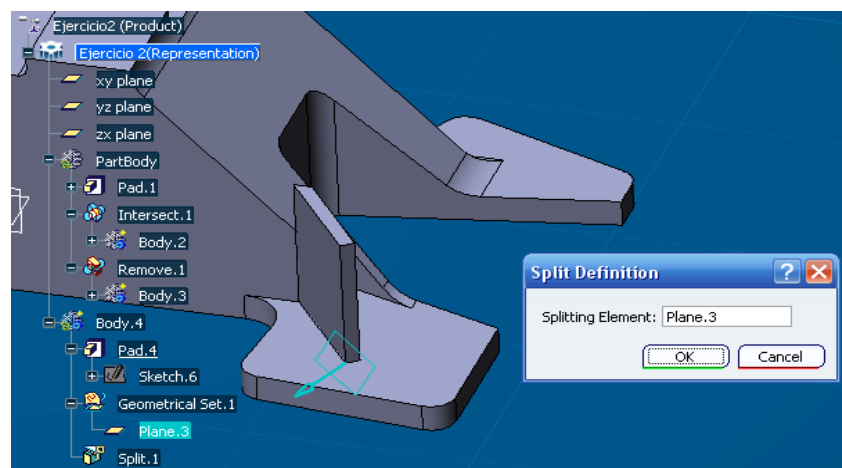 Ejercicio2 (Product)
Ejercicio 2(Representation)
xy plane
yz plane
zx plane
PartBody
Pad.1
Intersect.1
Body.2
Remove.1
Body.3
Body.4
Pad.4
Sketch.6
Geometrical Set.1
Plane.3
Split.1
Split Definition
Splitting Element: Plane.3
OK Cancel